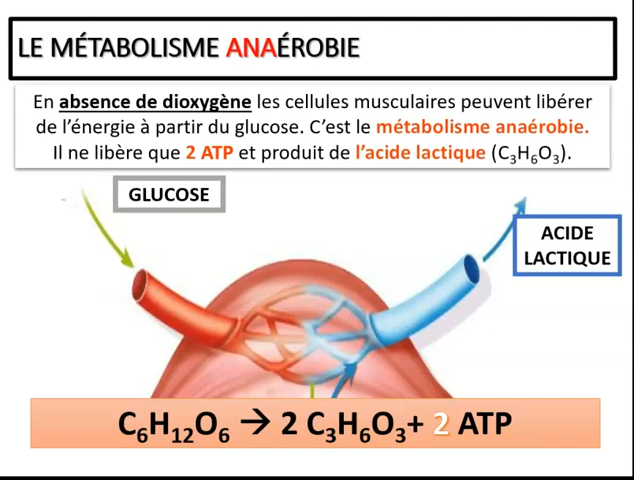 LE MÉTABOLISME ANAÉROBIE
En absence de dioxygène les cellules musculaires peuvent libérer
de l’énergie à partir du glucose. C’est le métabolisme anaérobie.
Il ne libère que 2 ATP et produit de l’acide lactique (C₃H₆O₃).
GLUCOSE
ACIDE
LACTIQUE
C₆H₁₂O₆ → 2 C₃H₆O₃+ 2 ATP